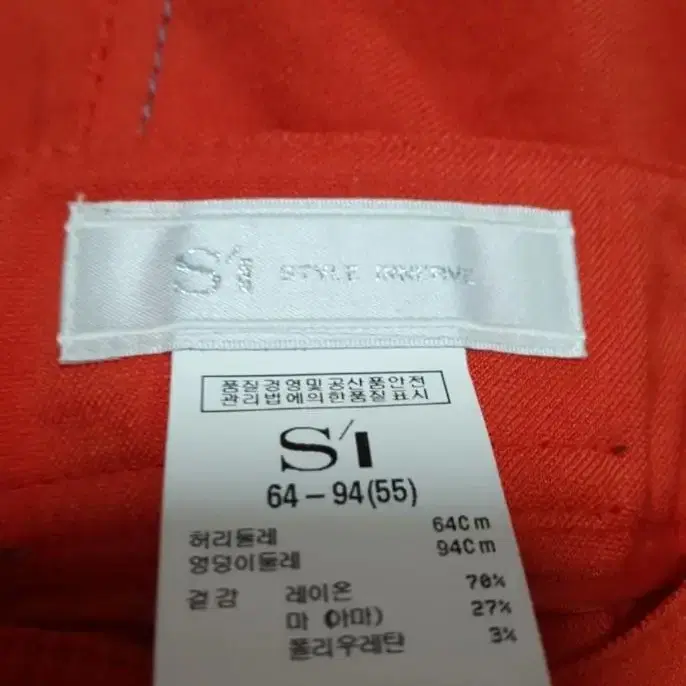 S/I STYLE
품질경영및공산품안전
관리법에의한품질표시
S/I
64-94(55)
허리둘레 64Cm
엉덩이둘레 94Cm
겉감 레이온 70%
마 (아마) 27%
폴리우레탄 3%